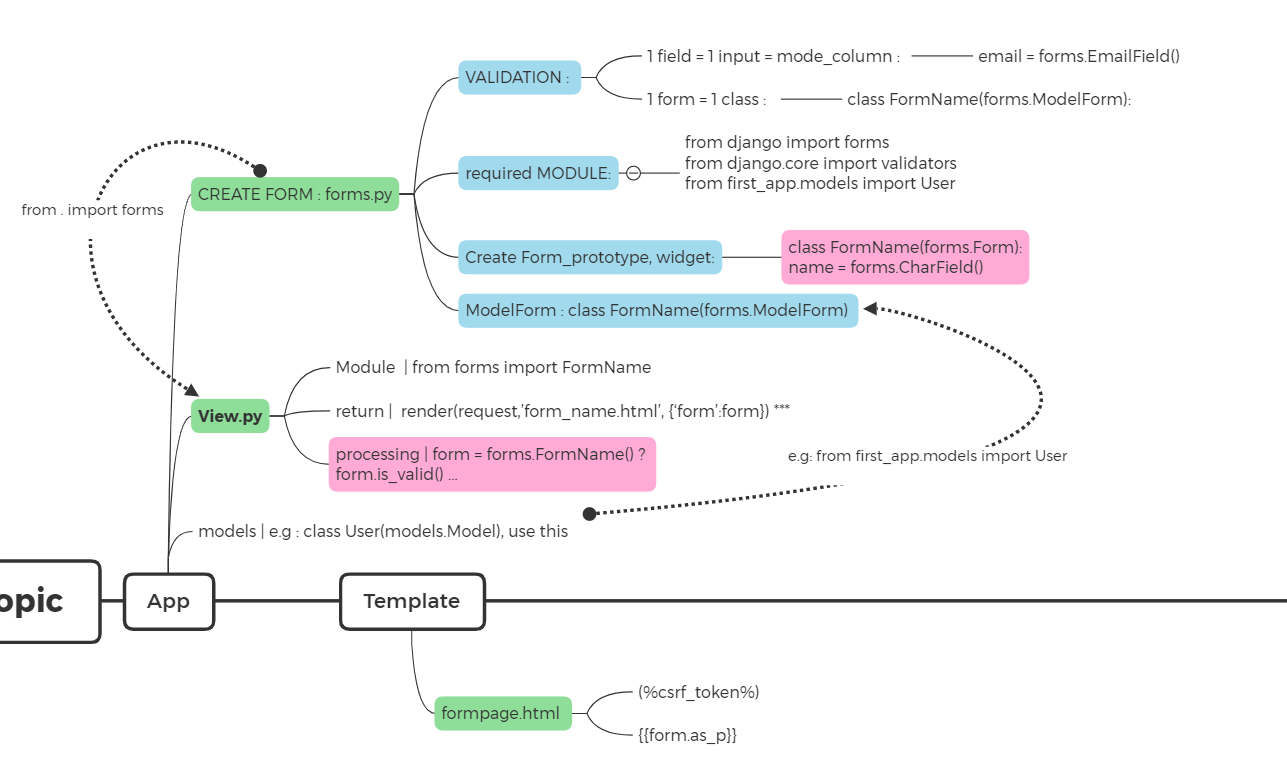 VALIDATION :
1 field = 1 input = mode_column :
email = forms.EmailField()
1 form = 1 class :
class FormName(forms.ModelForm):
required MODULE:
from django import forms
from django.core import validators
from first_app.models import User
CREATE FORM : forms.py
from . import forms
Create Form_prototype, widget:
class FormName(forms.Form):
name = forms.CharField()
ModelForm : class FormName(forms.ModelForm)
View.py
Module | from forms import FormName
return | render(request,’form_name.html’, {‘form’:form}) ***
processing | form = forms.FormName() ?
form.is_valid() ...
e.g: from first_app.models import User
models | e.g : class User(models.Model), use this
opic
App
Template
formpage.html
(%csrf_token%)
{{form.as_p}}